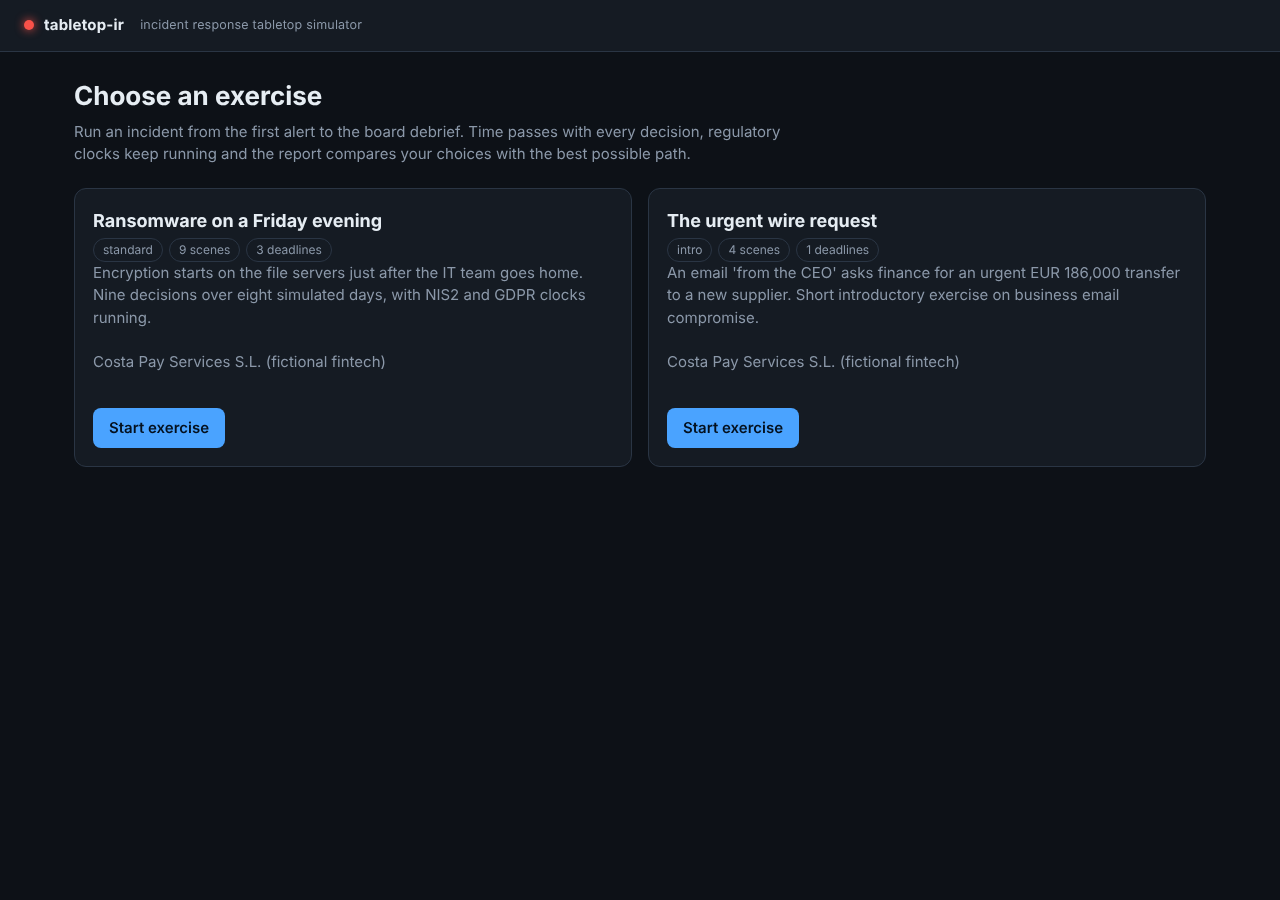 tabletop-ir incident response tabletop simulator
Choose an exercise
Run an incident from the first alert to the board debrief. Time passes with every decision, regulatory
clocks keep running and the report compares your choices with the best possible path.
Ransomware on a Friday evening
standard 9 scenes 3 deadlines
Encryption starts on the file servers just after the IT team goes home.
Nine decisions over eight simulated days, with NIS2 and GDPR clocks
running.
Costa Pay Services S.L. (fictional fintech)
Start exercise
The urgent wire request
intro 4 scenes 1 deadlines
An email 'from the CEO' asks finance for an urgent EUR 186,000 transfer
to a new supplier. Short introductory exercise on business email
compromise.
Costa Pay Services S.L. (fictional fintech)
Start exercise